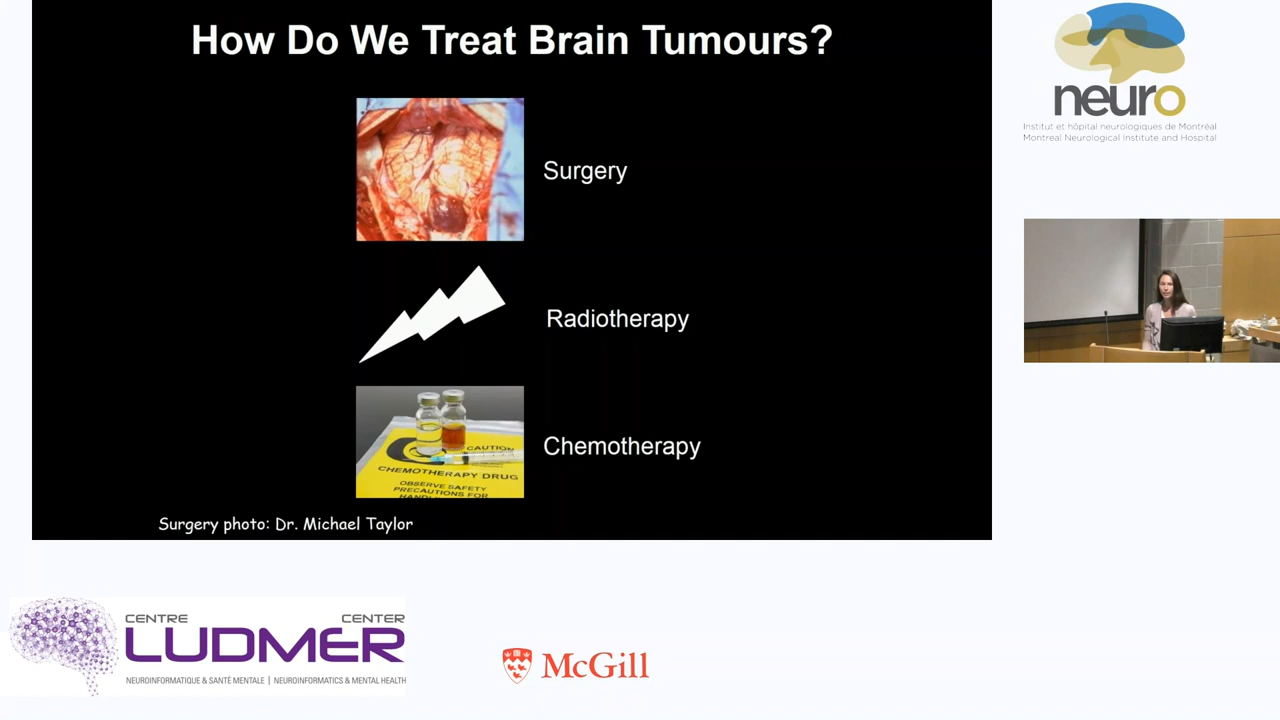 How Do We Treat Brain Tumours?
Surgery
Radiotherapy
CAUTION
CHEMOTHERAPY DRUG
OBSERVE SAFETY
PRECAUTIONS FOR
Chemotherapy
Surgery photo: Dr. Michael Taylor
neuro
Institut et hôpital neurologiques de Montréal
Montreal Neurological Institute and Hospital
CENTRE CENTER
LUDMER
NEUROINFORMATIQUE & SANTÉ MENTALE | NEUROINFORMATICS & MENTAL HEALTH
McGill